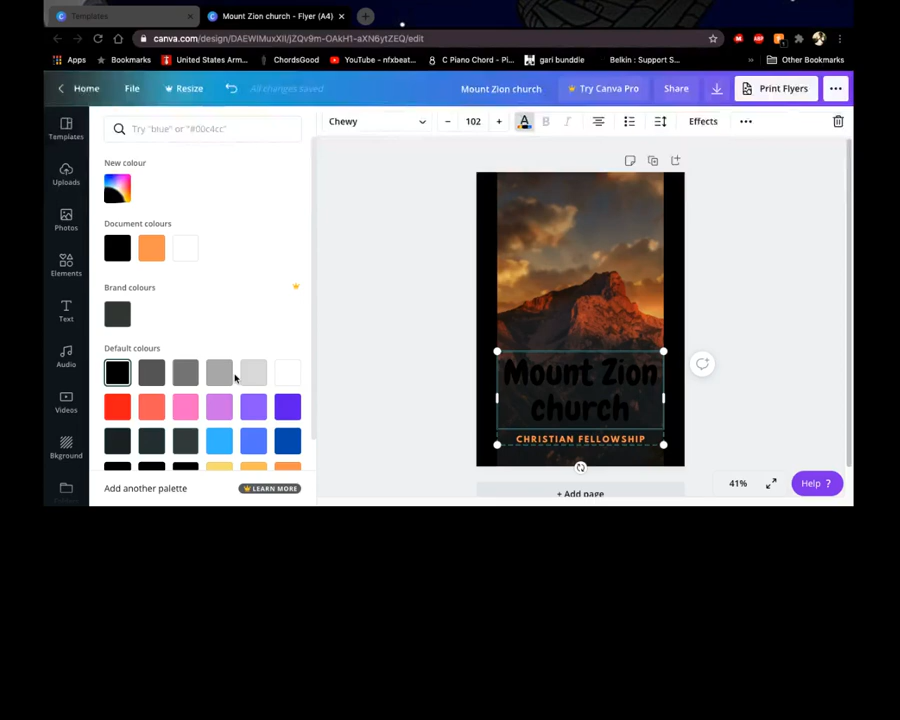 Templates
Mount Zion church - Flyer (A4)
canva.com/design/DAEWIMuxXlI/jZQv9m-OAkH1-aXN6ytZEQ/edit
Apps
Bookmarks
United States Arm...
ChordsGood
YouTube - nfxbeat...
C Piano Chord - Pi...
gari bunddle
Belkin : Support S...
Other Bookmarks
Home
File
Resize
All changes saved
Mount Zion church
Try Canva Pro
Share
Print Flyers
Templates
Uploads
Photos
Elements
Text
Audio
Videos
Bkground
Try "blue" or "#00c4cc"
New colour
Document colours
Brand colours
Default colours
Add another palette
LEARN MORE
Chewy
102
A
B
I
Effects
Mount Zion
church
CHRISTIAN FELLOWSHIP
+ Add page
41%
Help ?